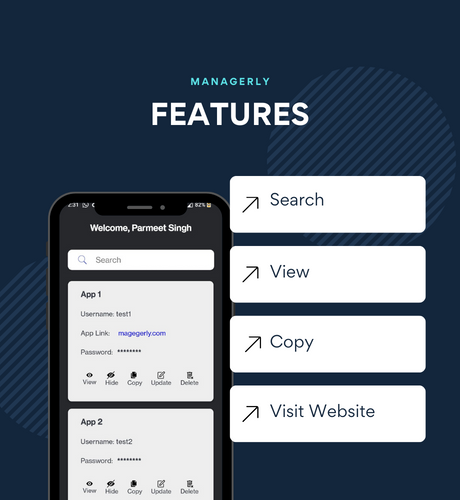 MANAGERLY
FEATURES
2:31
82%
Welcome, Parmeet Singh
Search
App 1
Username: test1
App Link: magegerly.com
Password: ********
View Hide Copy Update Delete
App 2
Username: test2
Password: ********
View Hide Copy Update Delete
Search
View
Copy
Visit Website